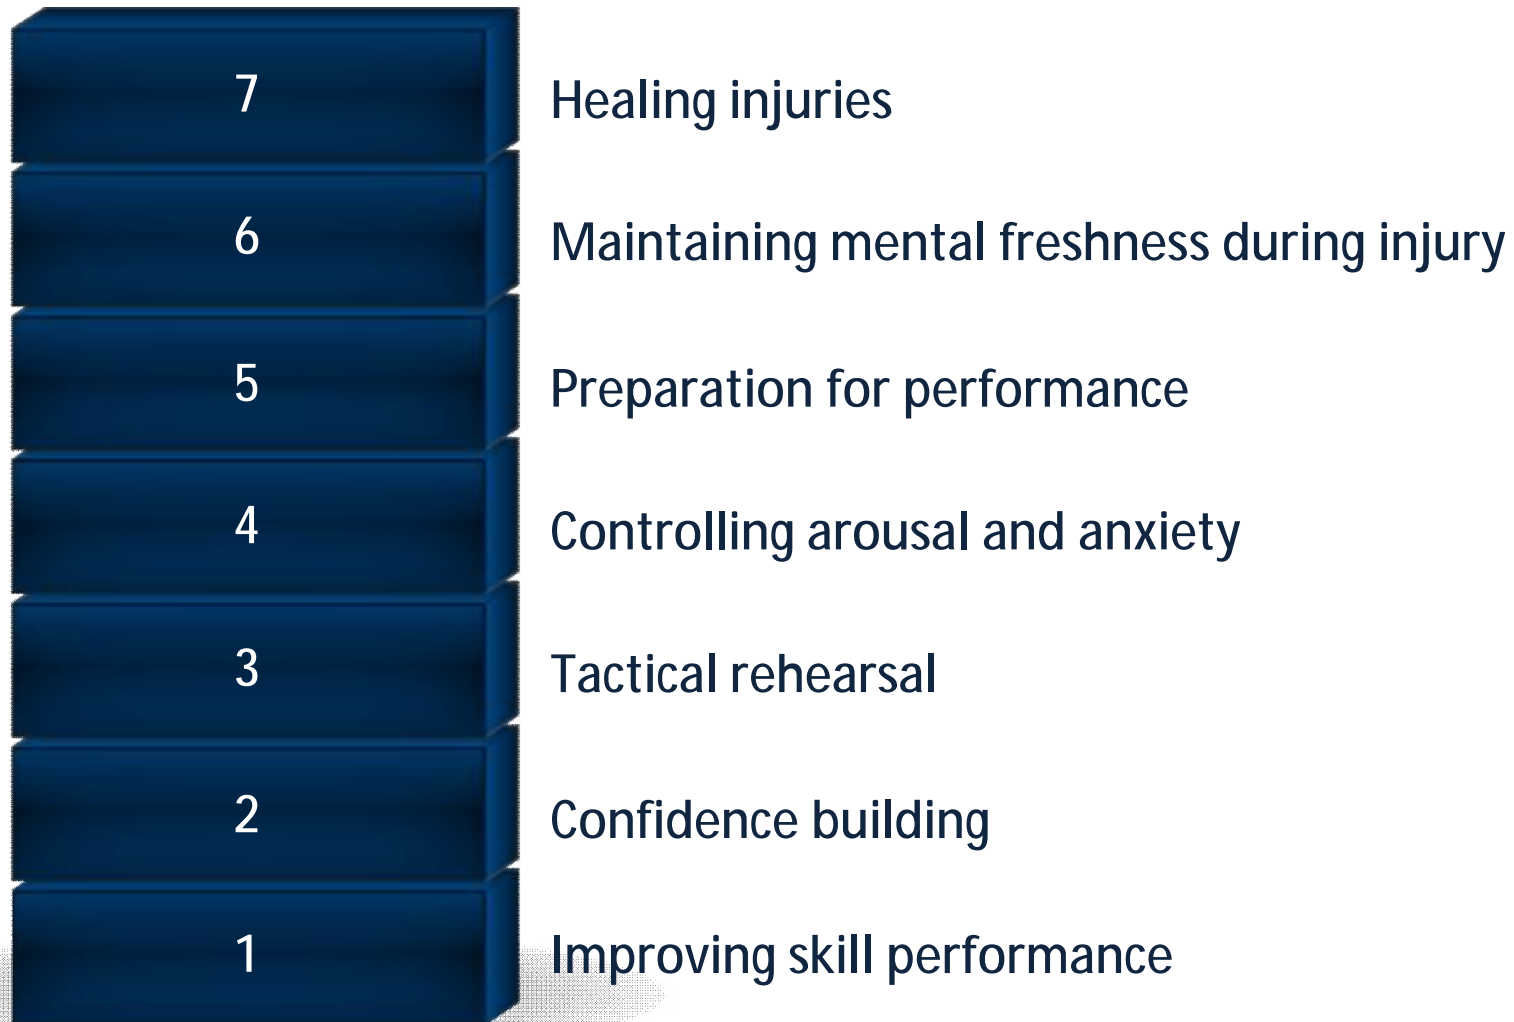 7 Healing injuries
6 Maintaining mental freshness during injury
5 Preparation for performance
4 Controlling arousal and anxiety
3 Tactical rehearsal
2 Confidence building
1 Improving skill performance